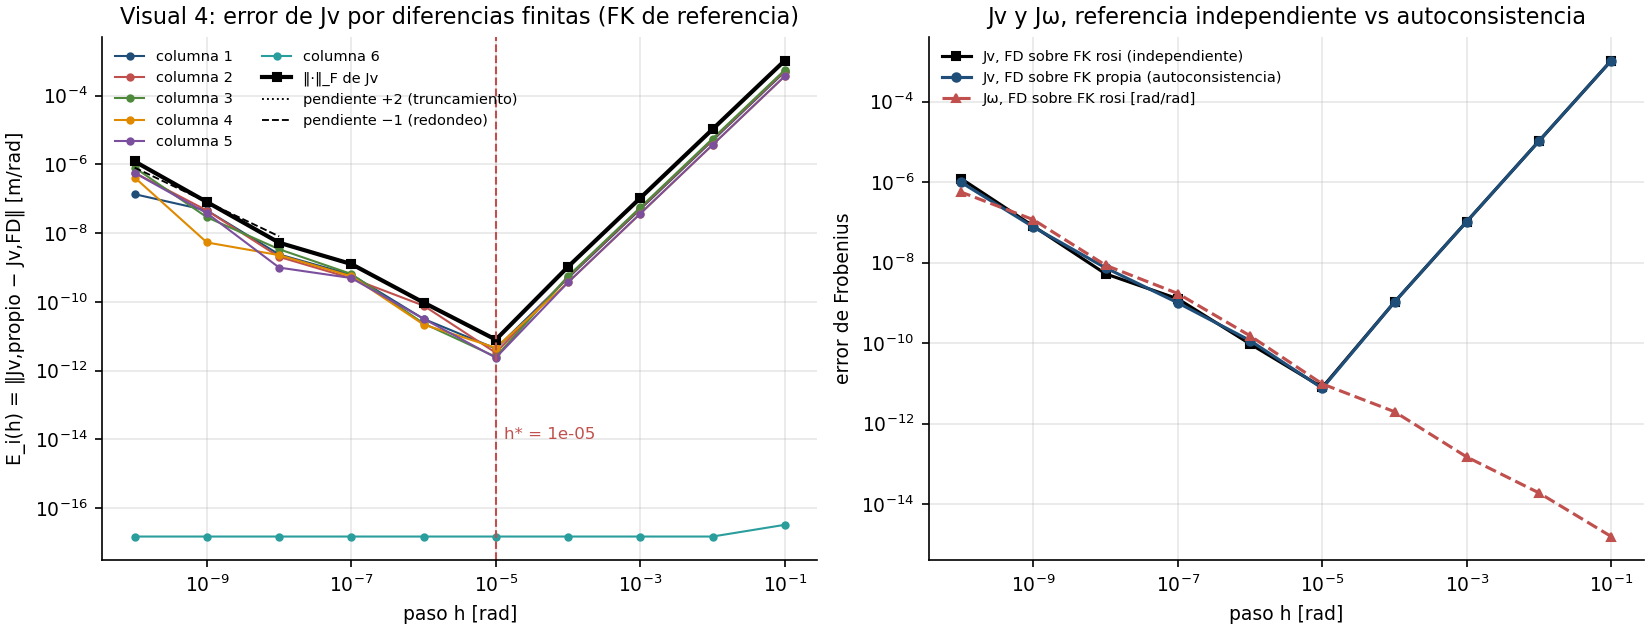 Visual 4: error de Jv por diferencias finitas (FK de referencia)
E_i(h) = ‖Jv,propio − Jv,FD‖ [m/rad]
10⁻⁴
10⁻⁶
10⁻⁸
10⁻¹⁰
10⁻¹²
10⁻¹⁴
10⁻¹⁶
columna 1
columna 2
columna 3
columna 4
columna 5
columna 6
‖·‖_F de Jv
pendiente +2 (truncamiento)
pendiente −1 (redondeo)
h* = 1e-05
10⁻⁹
10⁻⁷
10⁻⁵
10⁻³
10⁻¹
paso h [rad]
Jv y Jω, referencia independiente vs autoconsistencia
error de Frobenius
10⁻⁴
10⁻⁶
10⁻⁸
10⁻¹⁰
10⁻¹²
10⁻¹⁴
Jv, FD sobre FK rosi (independiente)
Jv, FD sobre FK propia (autoconsistencia)
Jω, FD sobre FK rosi [rad/rad]
10⁻⁹
10⁻⁷
10⁻⁵
10⁻³
10⁻¹
paso h [rad]